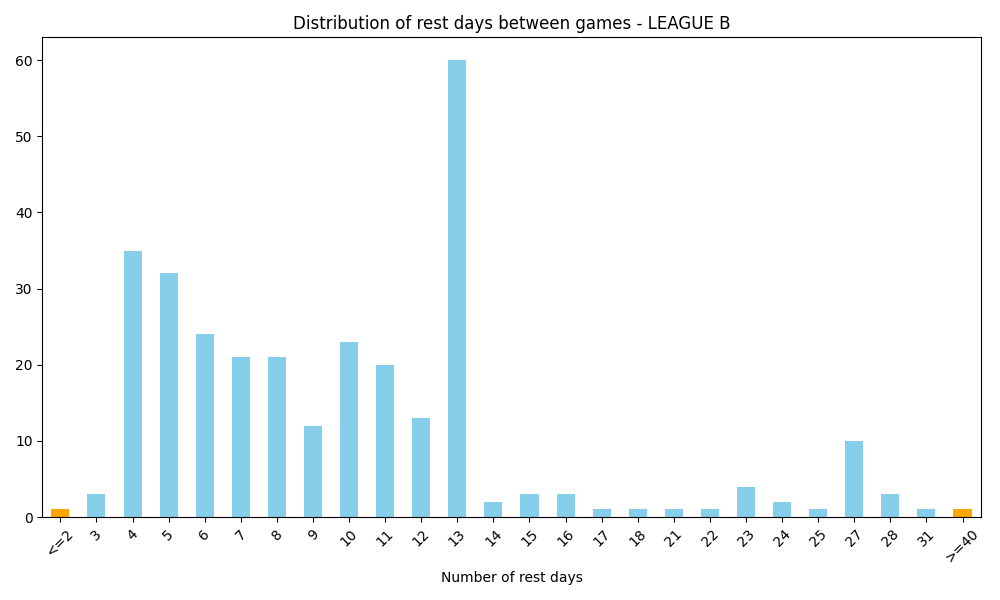 Distribution of rest days between games - LEAGUE B
60
50
40
30
20
10
0
<=2 3 4 5 6 7 8 9 10 11 12 13 14 15 16 17 18 21 22 23 24 25 27 28 31 >=40
Number of rest days